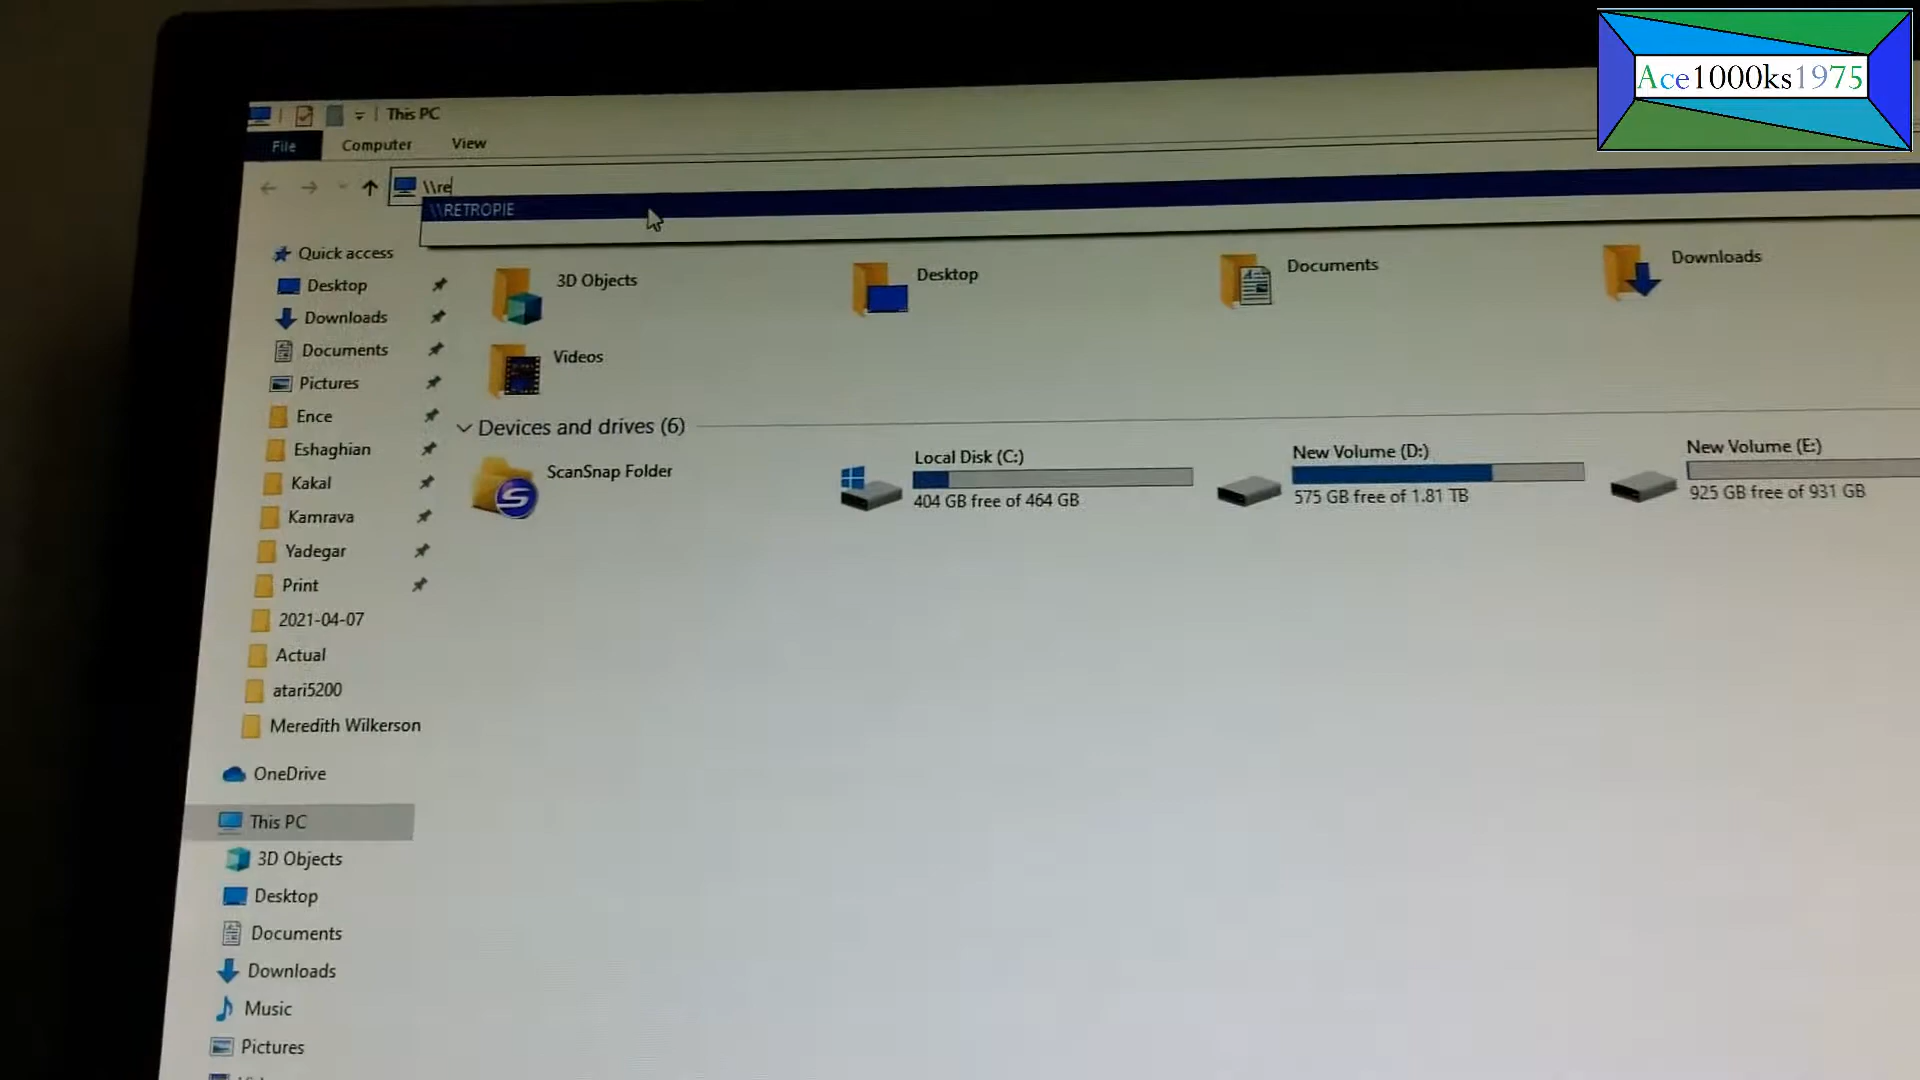 Ace1000ks1975
This PC
File Computer View
\\re
\\RETROPIE
Quick access
Desktop
Downloads
Documents
Pictures
Ence
Eshaghian
Kakal
Kamrava
Yadegar
Print
2021-04-07
Actual
atari5200
Meredith Wilkerson
OneDrive
This PC
3D Objects
Desktop
Documents
Downloads
Music
Pictures
3D Objects
Desktop
Documents
Downloads
Videos
Devices and drives (6)
ScanSnap Folder
Local Disk (C:)
404 GB free of 464 GB
New Volume (D:)
575 GB free of 1.81 TB
New Volume (E:)
925 GB free of 931 GB